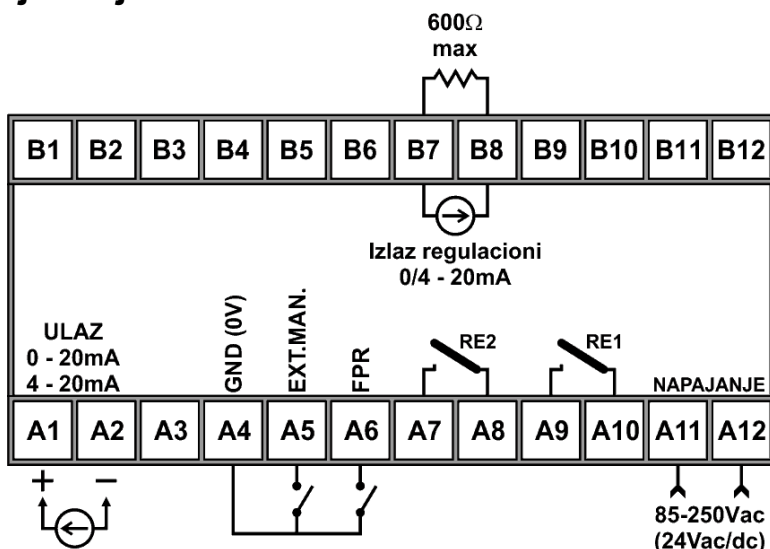 600Ω
max
B1 B2 B3 B4 B5 B6 B7 B8 B9 B10 B11 B12
Izlaz regulacioni
0/4 - 20mA
ULAZ
0 - 20mA
4 - 20mA
GND (0V)
EXT.MAN.
FPR
RE2
RE1
NAPAJANJE
A1 A2 A3 A4 A5 A6 A7 A8 A9 A10 A11 A12
+ −
85-250Vac
(24Vac/dc)